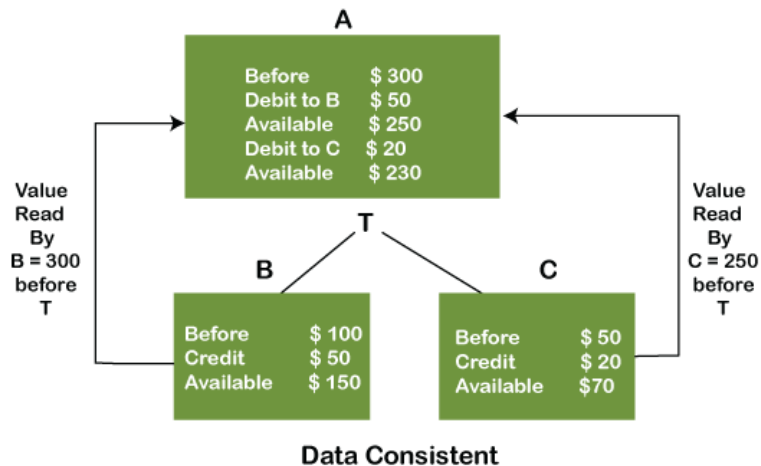 A
Before $ 300
Debit to B $ 50
Available $ 250
Debit to C $ 20
Available $ 230
Value
Read
By
B = 300
before
T
Value
Read
By
C = 250
before
T
T
B
Before $ 100
Credit $ 50
Available $ 150
C
Before $ 50
Credit $ 20
Available $70
Data Consistent